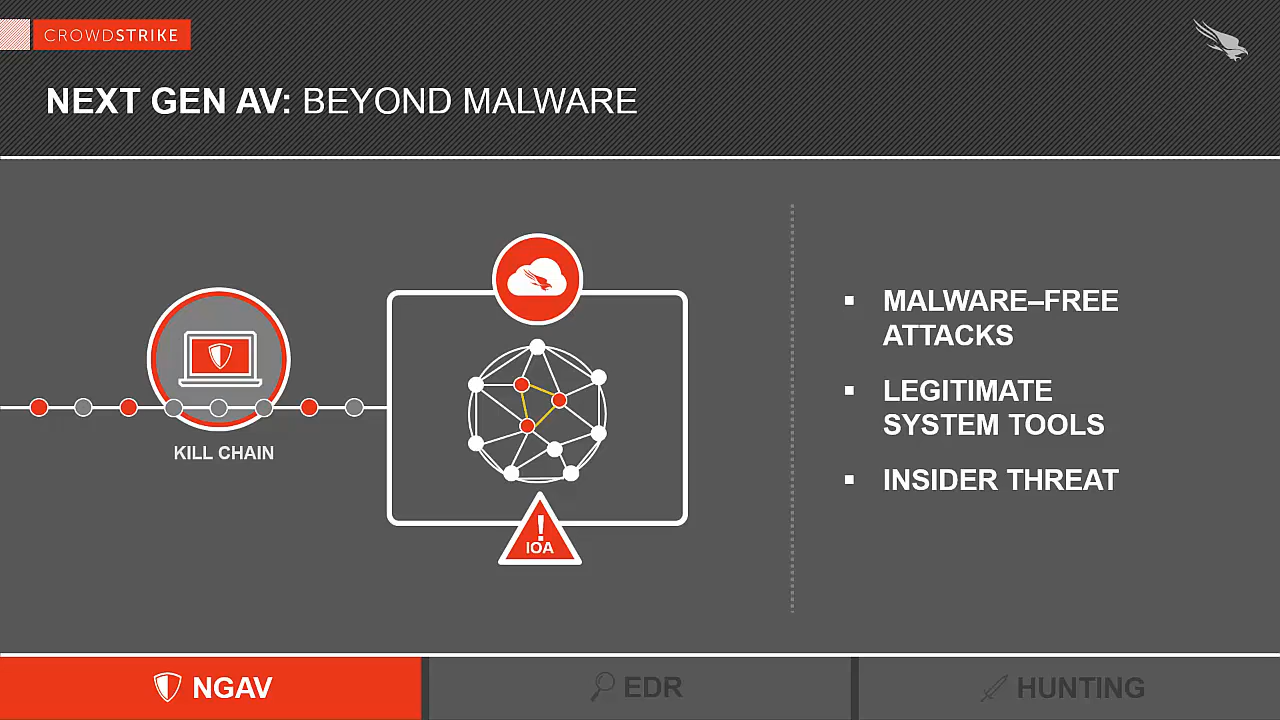 CROWDSTRIKE
NEXT GEN AV: BEYOND MALWARE
KILL CHAIN
!
IOA
▪ MALWARE–FREE
ATTACKS
▪ LEGITIMATE
SYSTEM TOOLS
▪ INSIDER THREAT
NGAV
EDR
HUNTING